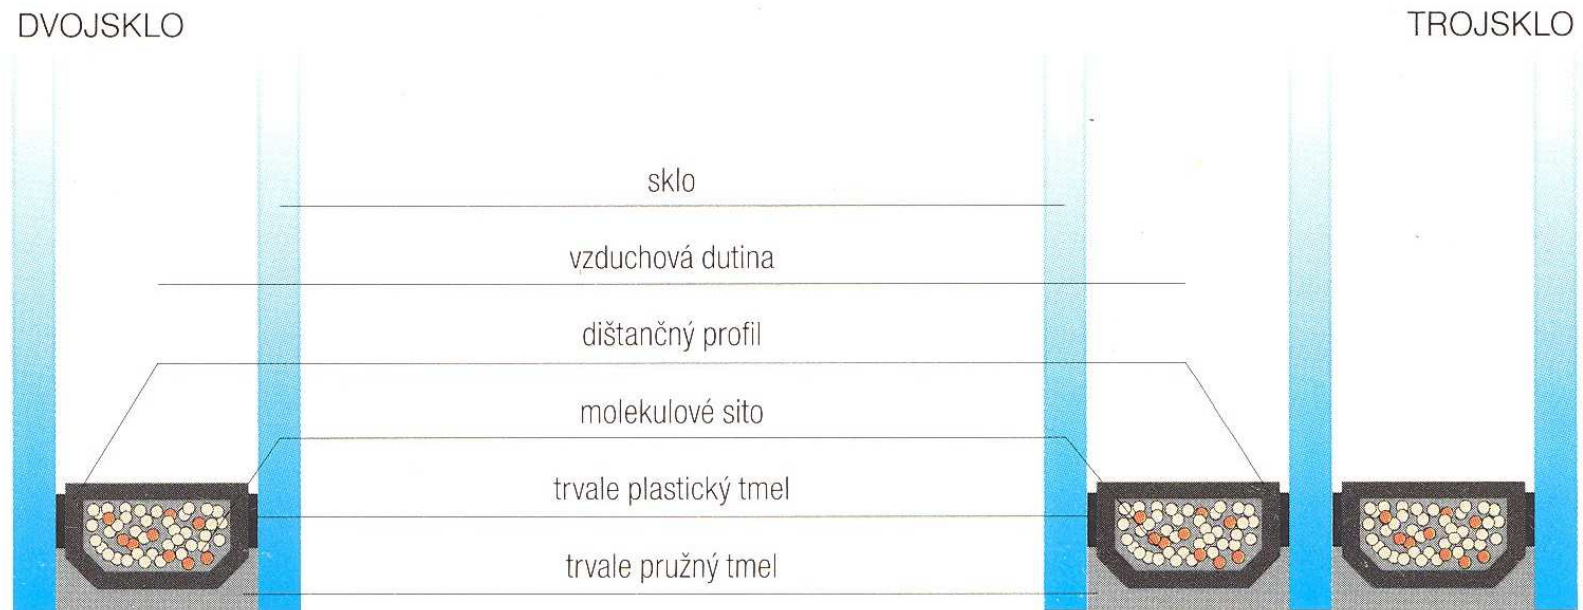 DVOJSKLO
TROJSKLO
sklo
vzduchová dutina
dištančný profil
molekulové sito
trvale plastický tmel
trvale pružný tmel